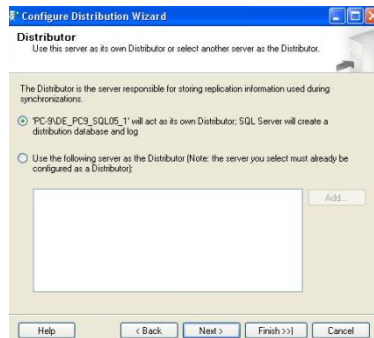 Configure Distribution Wizard
Distributor
Use this server as its own Distributor or select another server as the Distributor.
The Distributor is the server responsible for storing replication information used during
synchronizations.
'PC-9\DE_PC9_SQL05_1' will act as its own Distributor; SQL Server will create a
distribution database and log
Use the following server as the Distributor (Note: the server you select must already be
configured as a Distributor):
Add...
Help
< Back
Next >
Finish >>|
Cancel